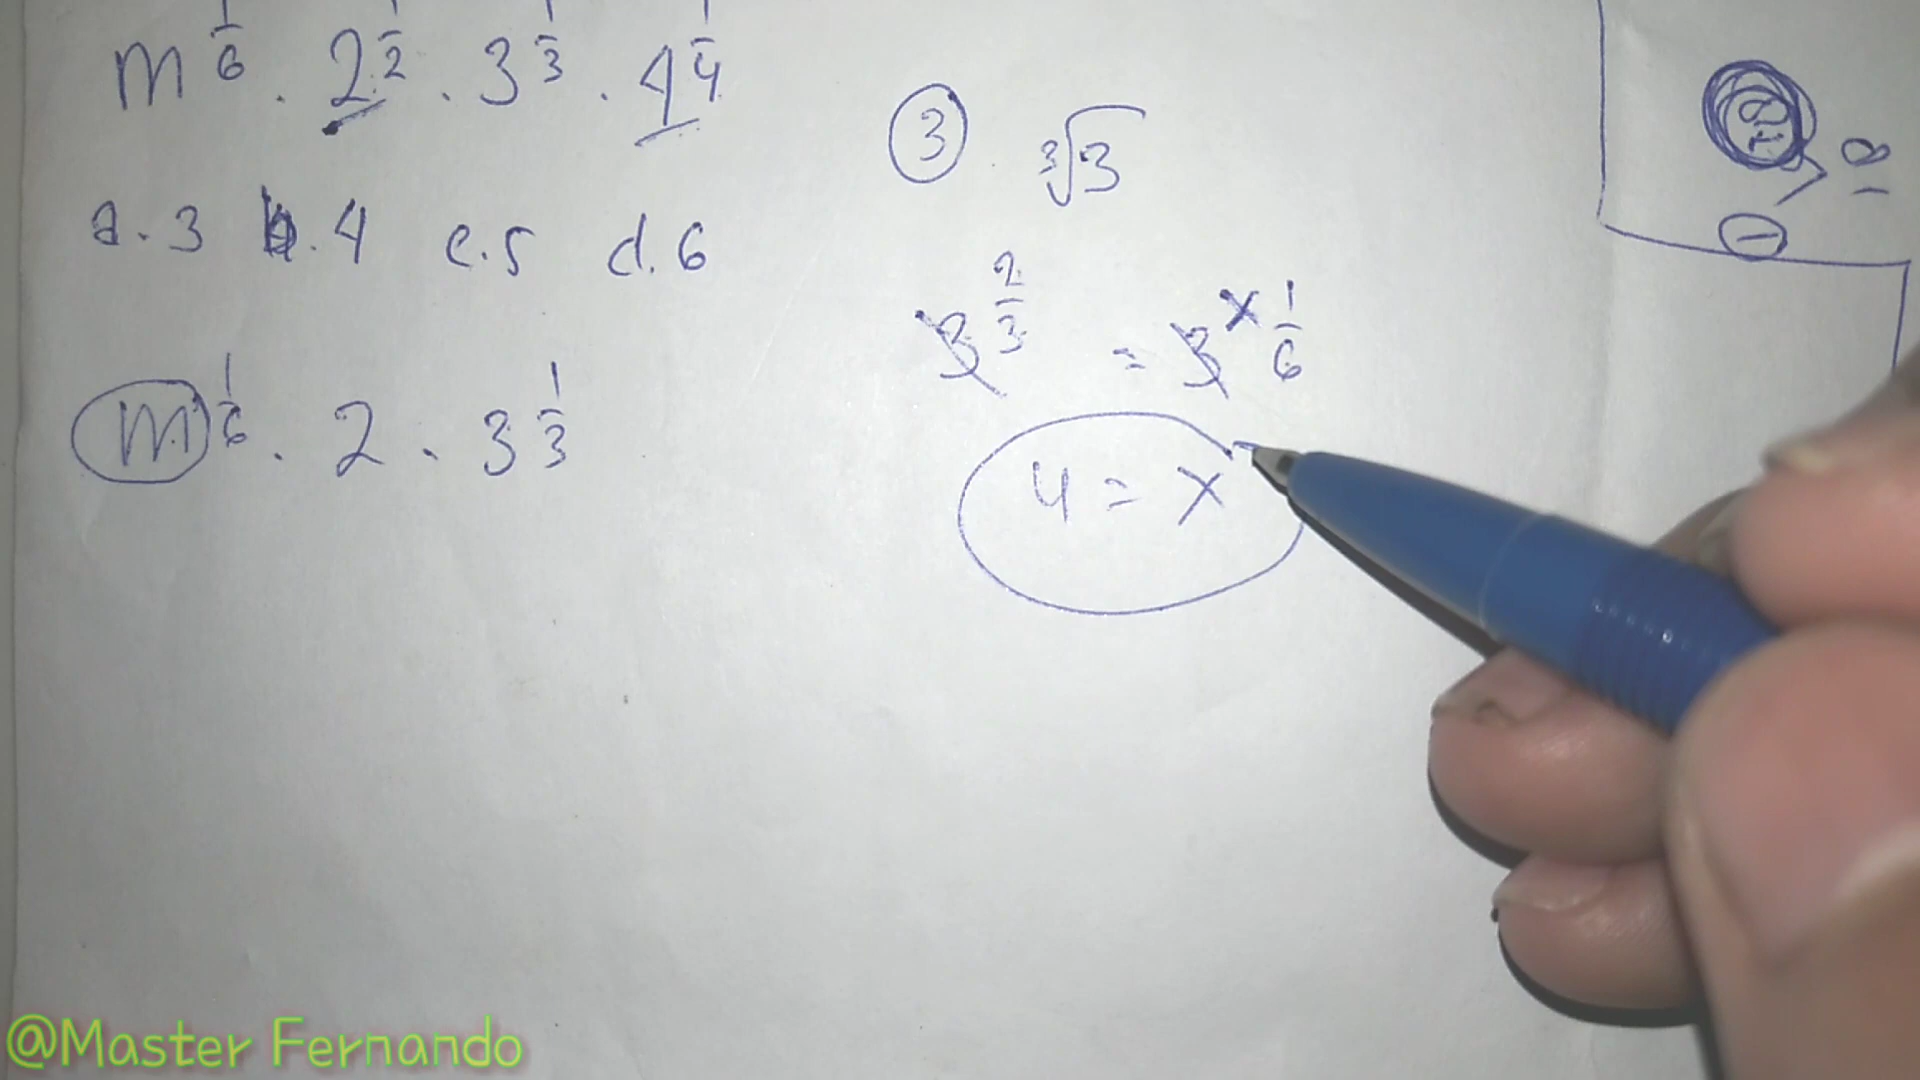 m^(1/6) . 2^(1/2) . 3^(1/3) . 4^(1/4)
a. 3 b. 4 c. 5 d. 6
m^(1/6) . 2 . 3^(1/3)
3 . ∛3
3^(2/3) = 3^(x 1/6)
4 = x
@Master Fernando